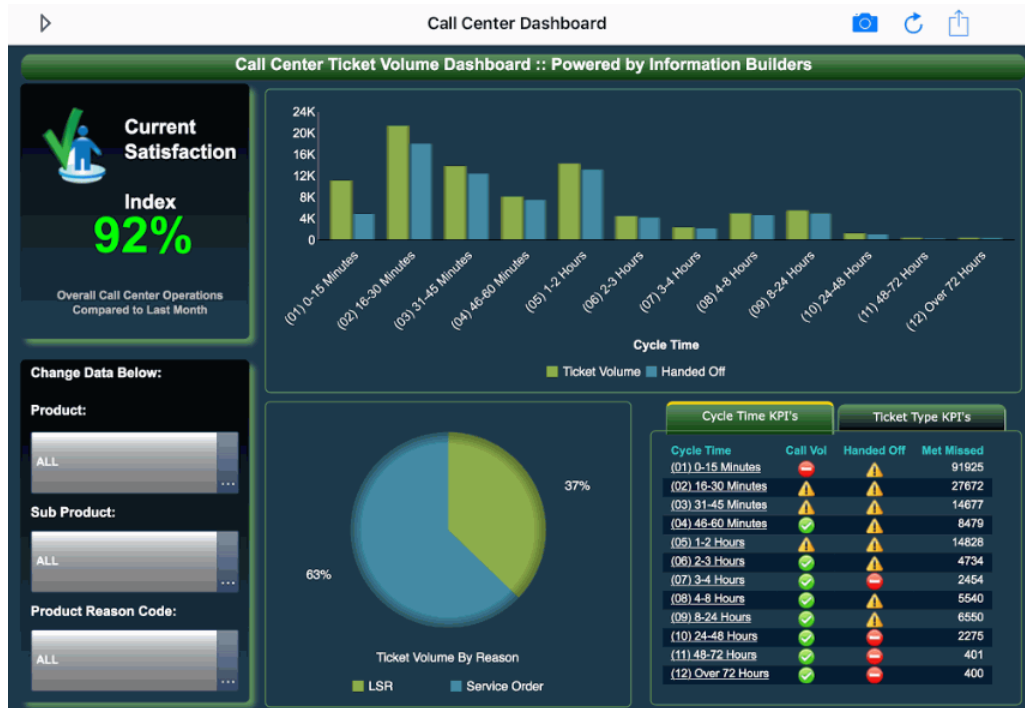 Call Center Dashboard
Call Center Ticket Volume Dashboard :: Powered by Information Builders
Current
Satisfaction
Index
92%
Overall Call Center Operations
Compared to Last Month
24K
20K
16K
12K
8K
4K
0
(01) 0-15 Minutes
(02) 16-30 Minutes
(03) 31-45 Minutes
(04) 46-60 Minutes
(05) 1-2 Hours
(06) 2-3 Hours
(07) 3-4 Hours
(08) 4-8 Hours
(09) 8-24 Hours
(10) 24-48 Hours
(11) 48-72 Hours
(12) Over 72 Hours
Cycle Time
Ticket Volume Handed Off
Change Data Below:
Product:
ALL
...
Sub Product:
ALL
...
Product Reason Code:
ALL
...
37%
63%
Ticket Volume By Reason
LSR Service Order
Cycle Time KPI's Ticket Type KPI's
Cycle Time Call Vol Handed Off Met Missed
(01) 0-15 Minutes 91925
(02) 16-30 Minutes 27672
(03) 31-45 Minutes 14677
(04) 46-60 Minutes 8479
(05) 1-2 Hours 14828
(06) 2-3 Hours 4734
(07) 3-4 Hours 2454
(08) 4-8 Hours 5540
(09) 8-24 Hours 6550
(10) 24-48 Hours 2275
(11) 48-72 Hours 401
(12) Over 72 Hours 400